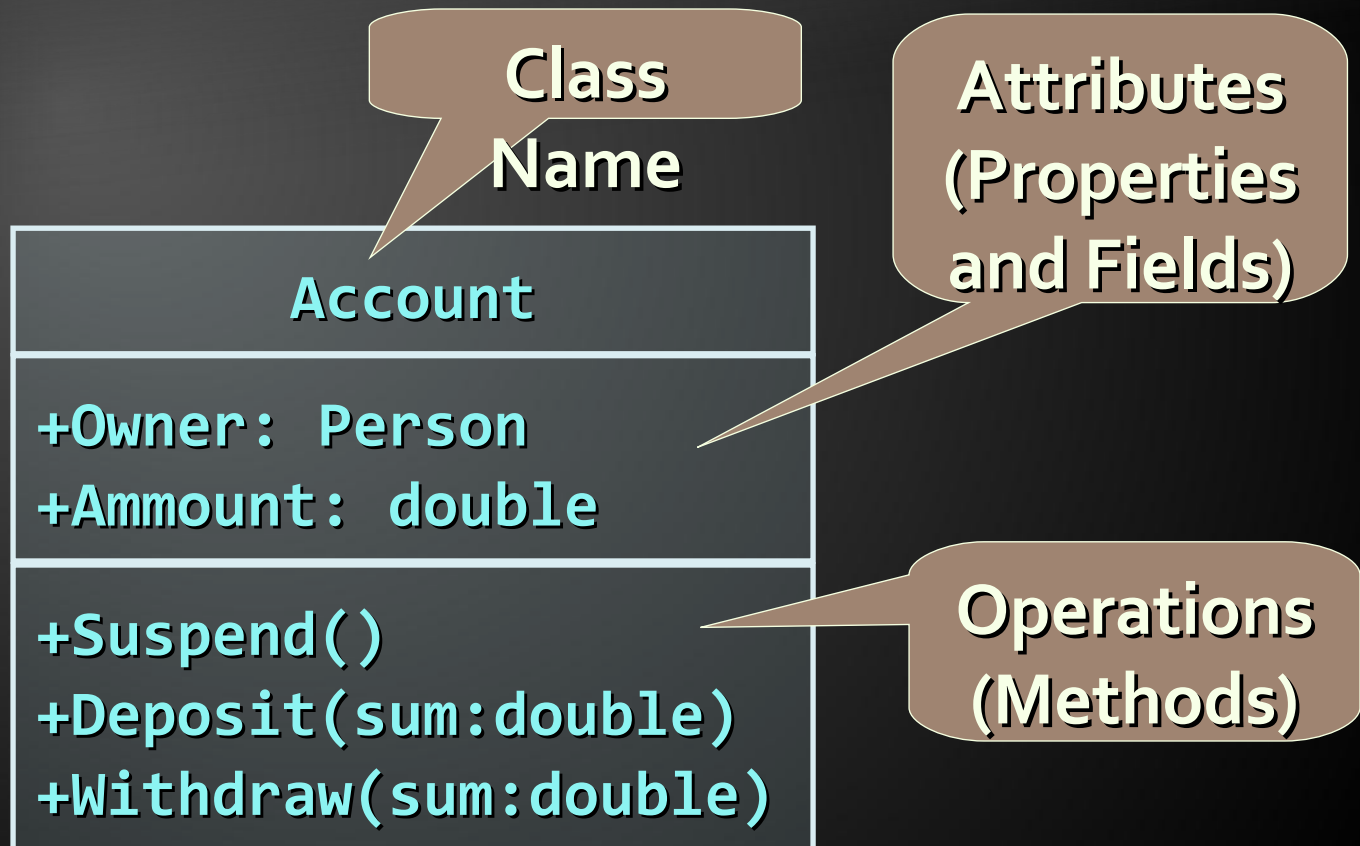 Class
Name
Attributes
(Properties
and Fields)
Account
+Owner: Person
+Ammount: double
+Suspend()
+Deposit(sum:double)
+Withdraw(sum:double)
Operations
(Methods)